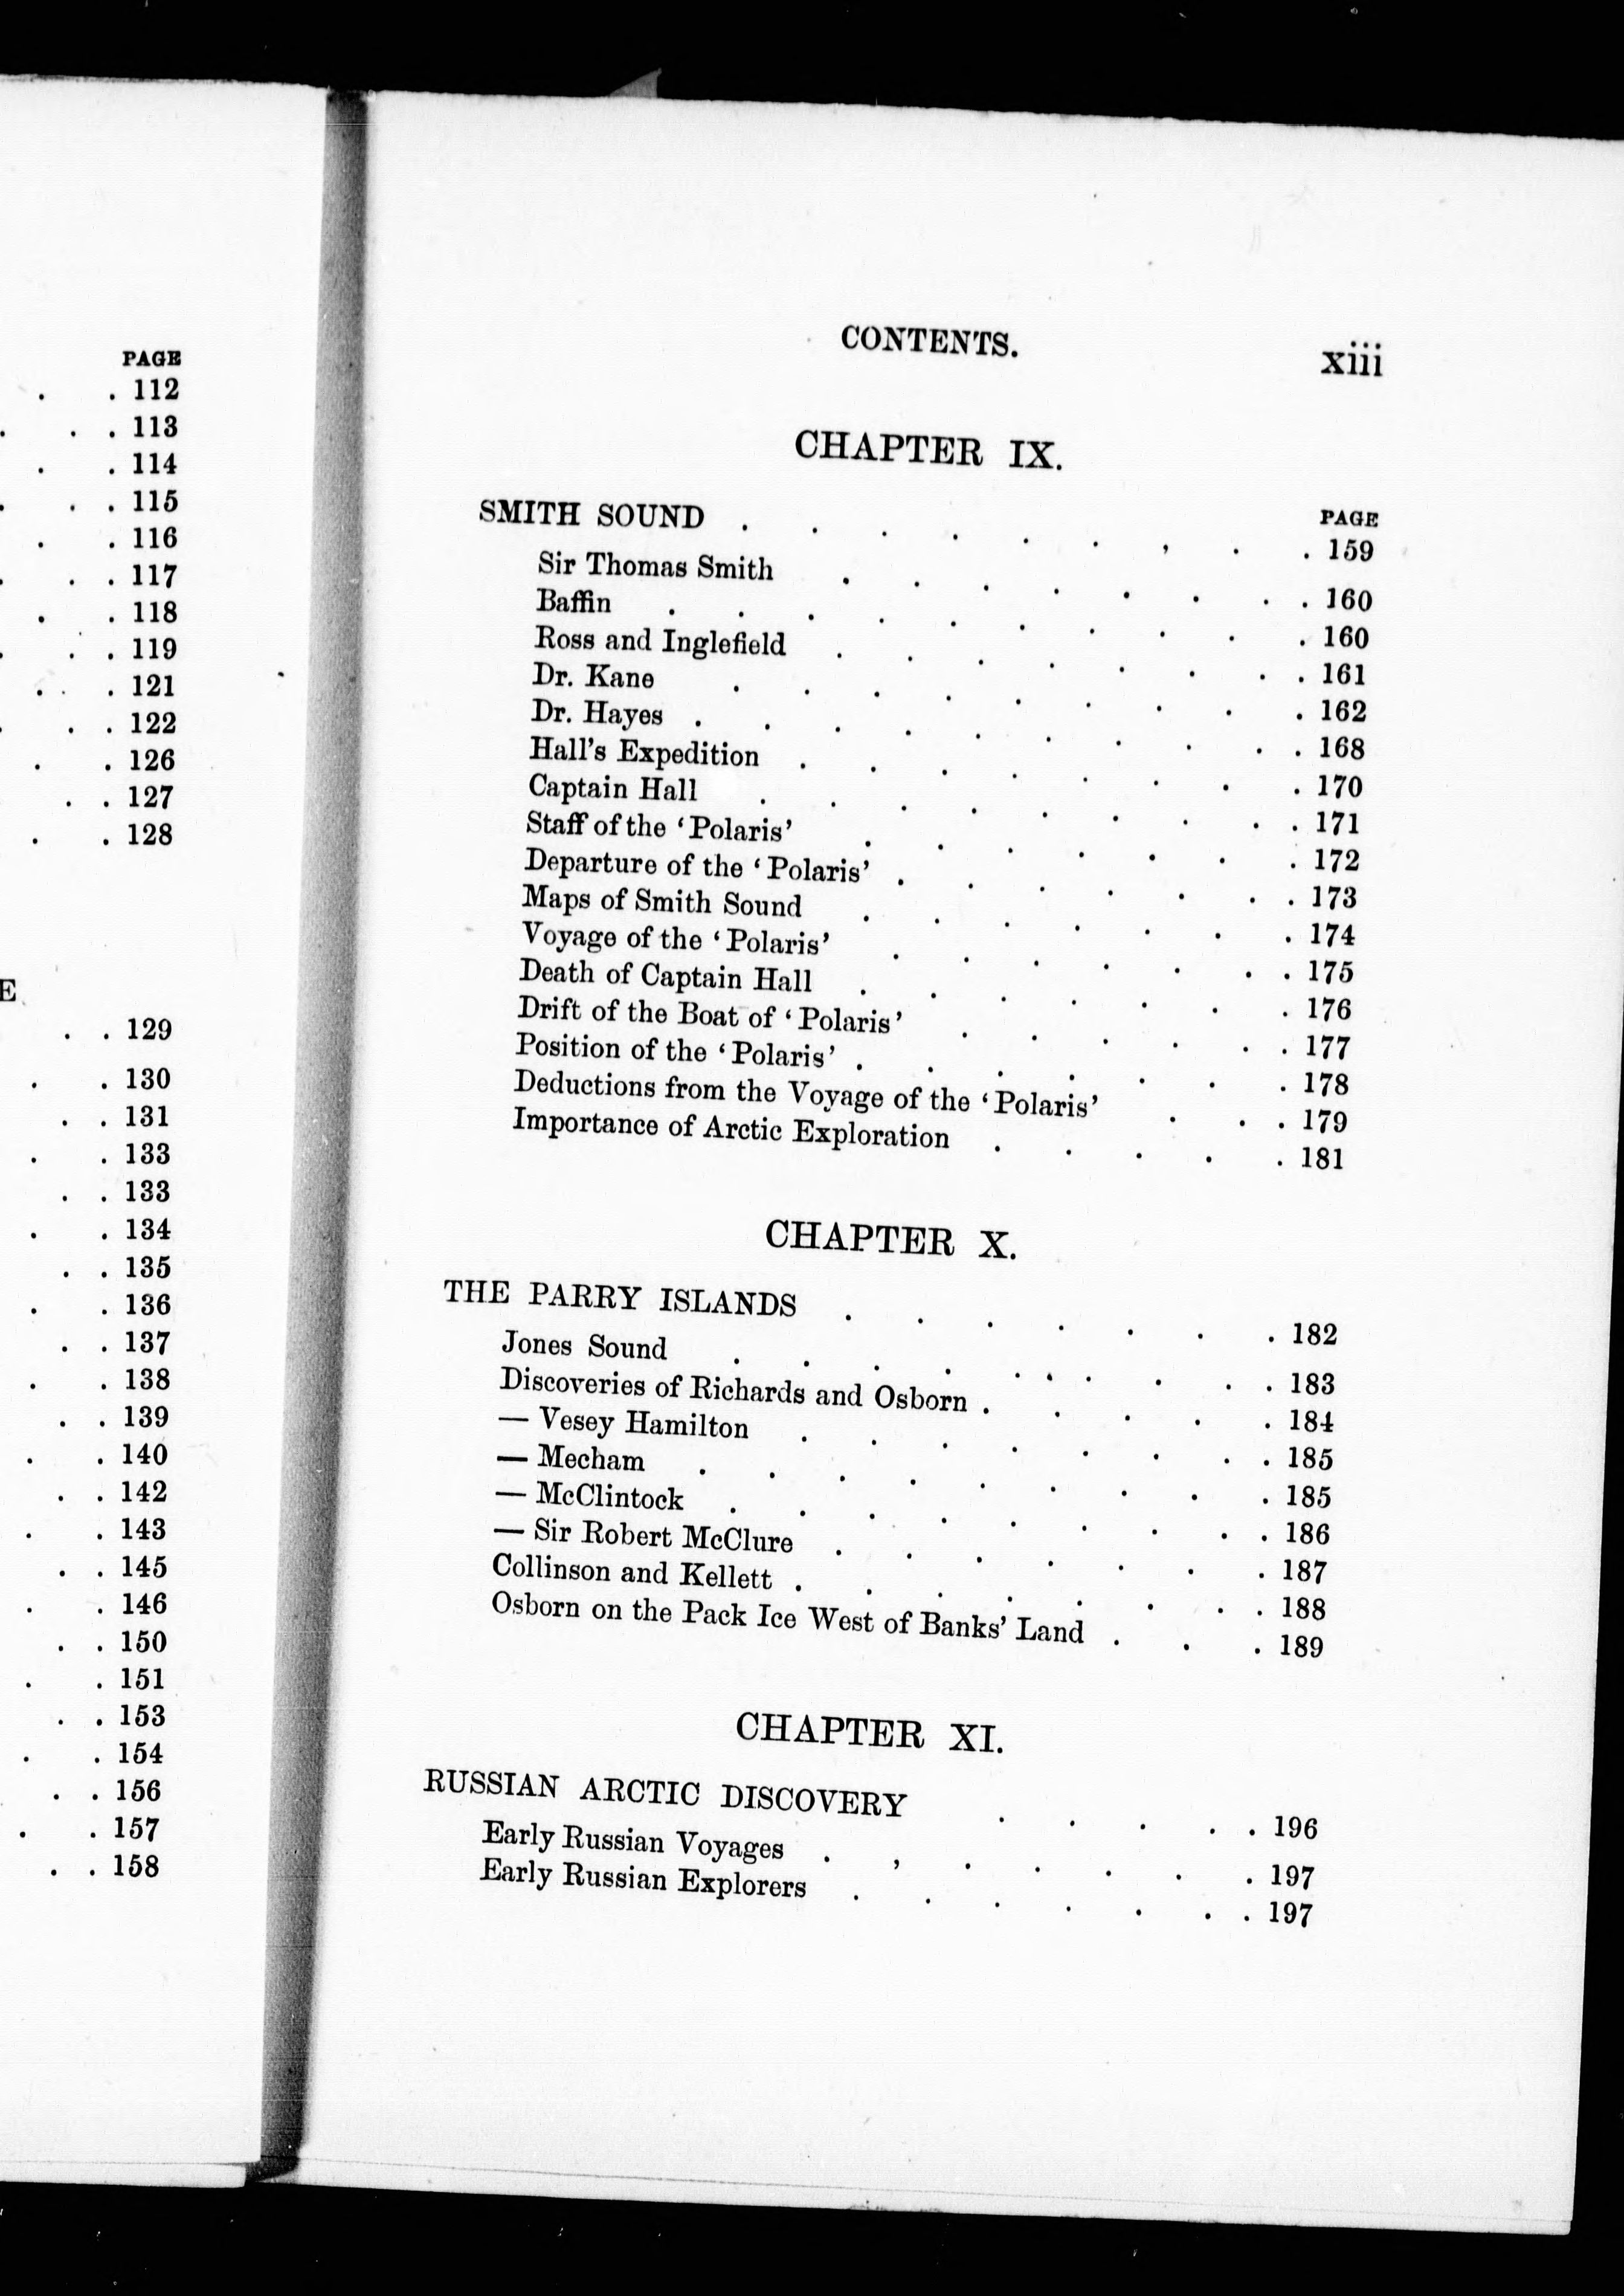 PAGE
. . 112
. . . 113
. . 114
. . . 115
. . 116
. . . 117
. . 118
. . . 119
. . . 121
. . . 122
. . 126
. . 127
. . 128
E
. . 129
. . 130
. . 131
. . 133
. . 133
. . 134
. . 135
. . 136
. . 137
. . 138
. . 139
. . 140
. . 142
. . 143
. . 145
. . 146
. . 150
. . 151
. . 153
. . 154
. . 156
. . 157
. . 158
CONTENTS. xiii
CHAPTER IX.
PAGE
SMITH SOUND . . . . . . . . . 159
Sir Thomas Smith . . . . . . . . 160
Baffin . . . . . . . . . . 160
Ross and Inglefield . . . . . . . . 161
Dr. Kane . . . . . . . . . 162
Dr. Hayes . . . . . . . . . . 168
Hall's Expedition . . . . . . . . 170
Captain Hall . . . . . . . . . 171
Staff of the ‘Polaris’ . . . . . . . 172
Departure of the ‘Polaris’ . . . . . . . 173
Maps of Smith Sound . . . . . . . 174
Voyage of the ‘Polaris’ . . . . . . . 175
Death of Captain Hall . . . . . . . 176
Drift of the Boat of ‘Polaris’ . . . . . . 177
Position of the ‘Polaris’ . . . . . . . 178
Deductions from the Voyage of the ‘Polaris’ . . . 179
Importance of Arctic Exploration . . . . . 181
CHAPTER X.
THE PARRY ISLANDS . . . . . . . 182
Jones Sound . . . . . . . . . 183
Discoveries of Richards and Osborn . . . . . 184
— Vesey Hamilton . . . . . . . . 185
— Mecham . . . . . . . . . 185
— McClintock . . . . . . . . . 186
— Sir Robert McClure . . . . . . . 187
Collinson and Kellett . . . . . . . . 188
Osborn on the Pack Ice West of Banks' Land . . . 189
CHAPTER XI.
RUSSIAN ARCTIC DISCOVERY . . . . . 196
Early Russian Voyages . . . . . . . 197
Early Russian Explorers . . . . . . . 197